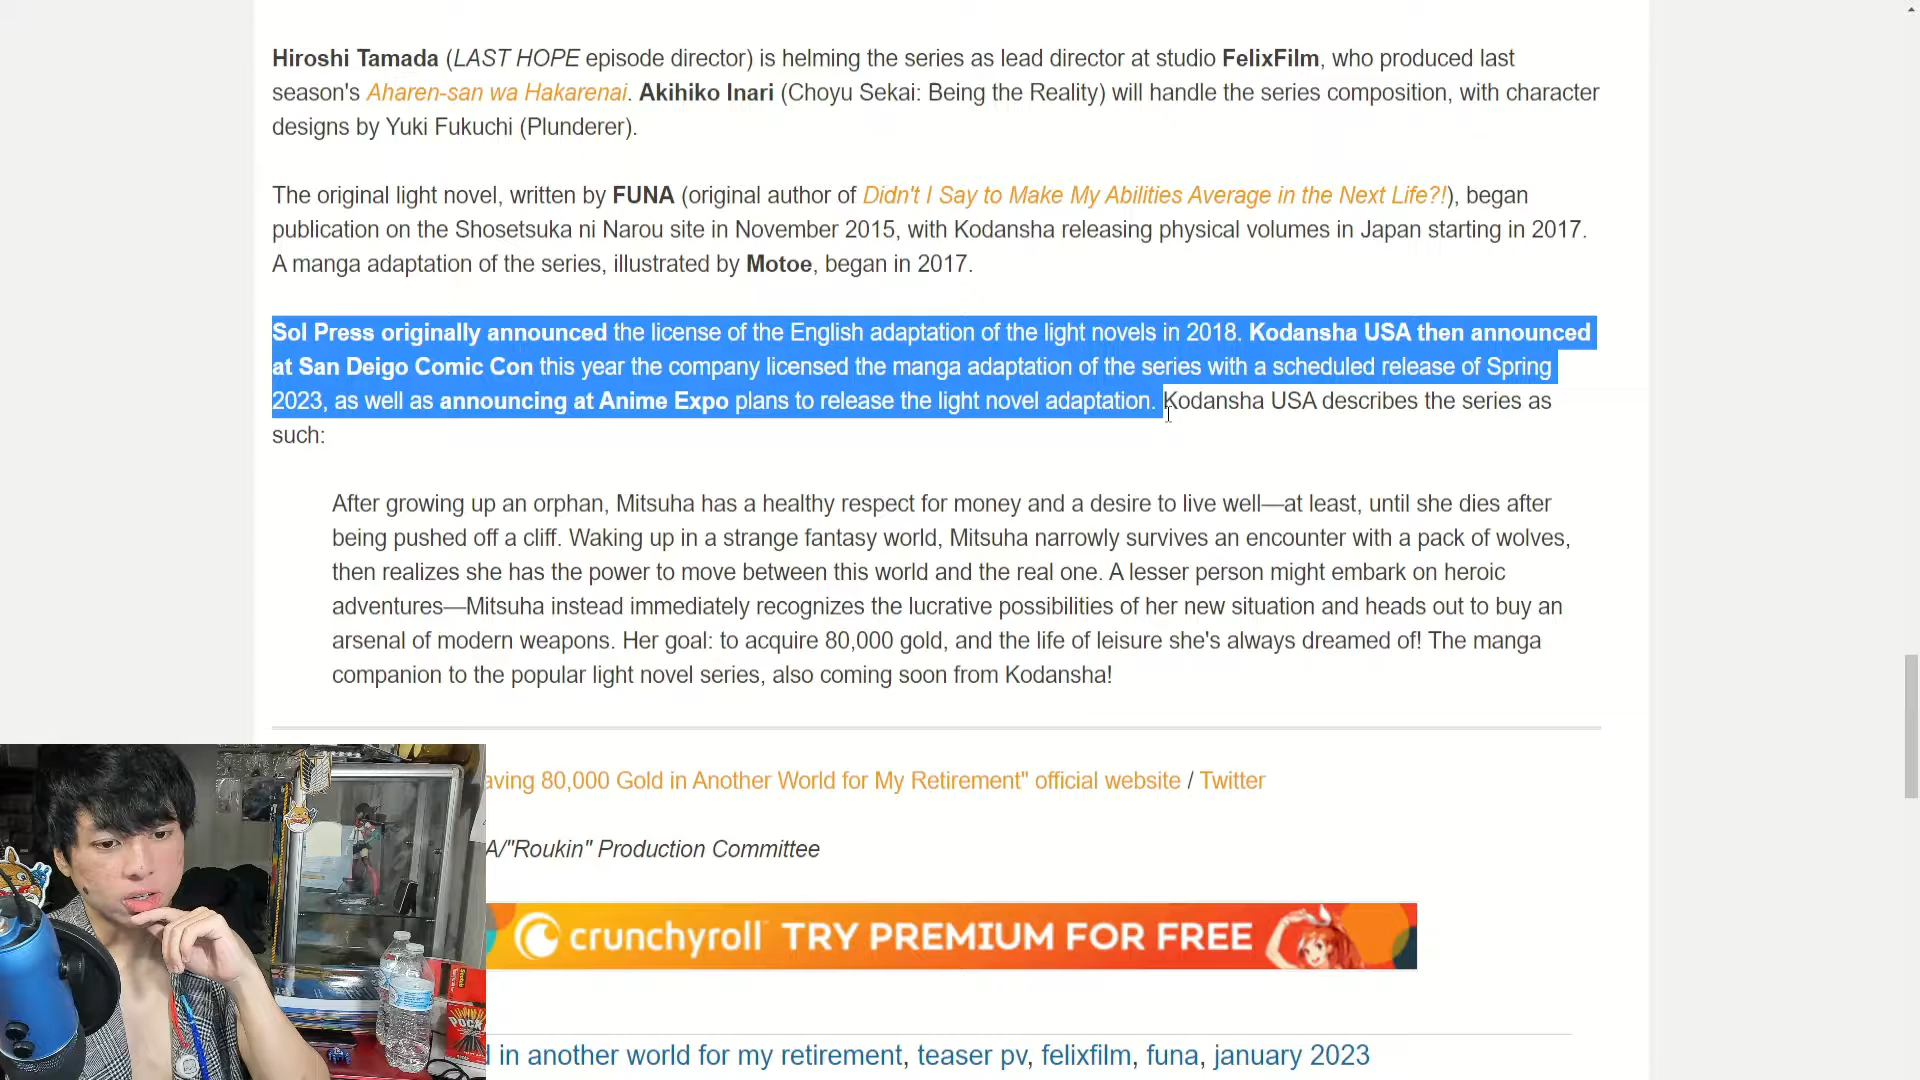 Hiroshi Tamada (LAST HOPE episode director) is helming the series as lead director at studio FelixFilm, who produced last
season's Aharen-san wa Hakarenai. Akihiko Inari (Choyu Sekai: Being the Reality) will handle the series composition, with character
designs by Yuki Fukuchi (Plunderer).
The original light novel, written by FUNA (original author of Didn't I Say to Make My Abilities Average in the Next Life?!), began
publication on the Shosetsuka ni Narou site in November 2015, with Kodansha releasing physical volumes in Japan starting in 2017.
A manga adaptation of the series, illustrated by Motoe, began in 2017.
Sol Press originally announced the license of the English adaptation of the light novels in 2018. Kodansha USA then announced
at San Deigo Comic Con this year the company licensed the manga adaptation of the series with a scheduled release of Spring
2023, as well as announcing at Anime Expo plans to release the light novel adaptation. Kodansha USA describes the series as
such:
After growing up an orphan, Mitsuha has a healthy respect for money and a desire to live well—at least, until she dies after
being pushed off a cliff. Waking up in a strange fantasy world, Mitsuha narrowly survives an encounter with a pack of wolves,
then realizes she has the power to move between this world and the real one. A lesser person might embark on heroic
adventures—Mitsuha instead immediately recognizes the lucrative possibilities of her new situation and heads out to buy an
arsenal of modern weapons. Her goal: to acquire 80,000 gold, and the life of leisure she's always dreamed of! The manga
companion to the popular light novel series, also coming soon from Kodansha!
aving 80,000 Gold in Another World for My Retirement" official website / Twitter
A/"Roukin" Production Committee
crunchyroll TRY PREMIUM FOR FREE
POCK
in another world for my retirement, teaser pv, felixfilm, funa, january 2023